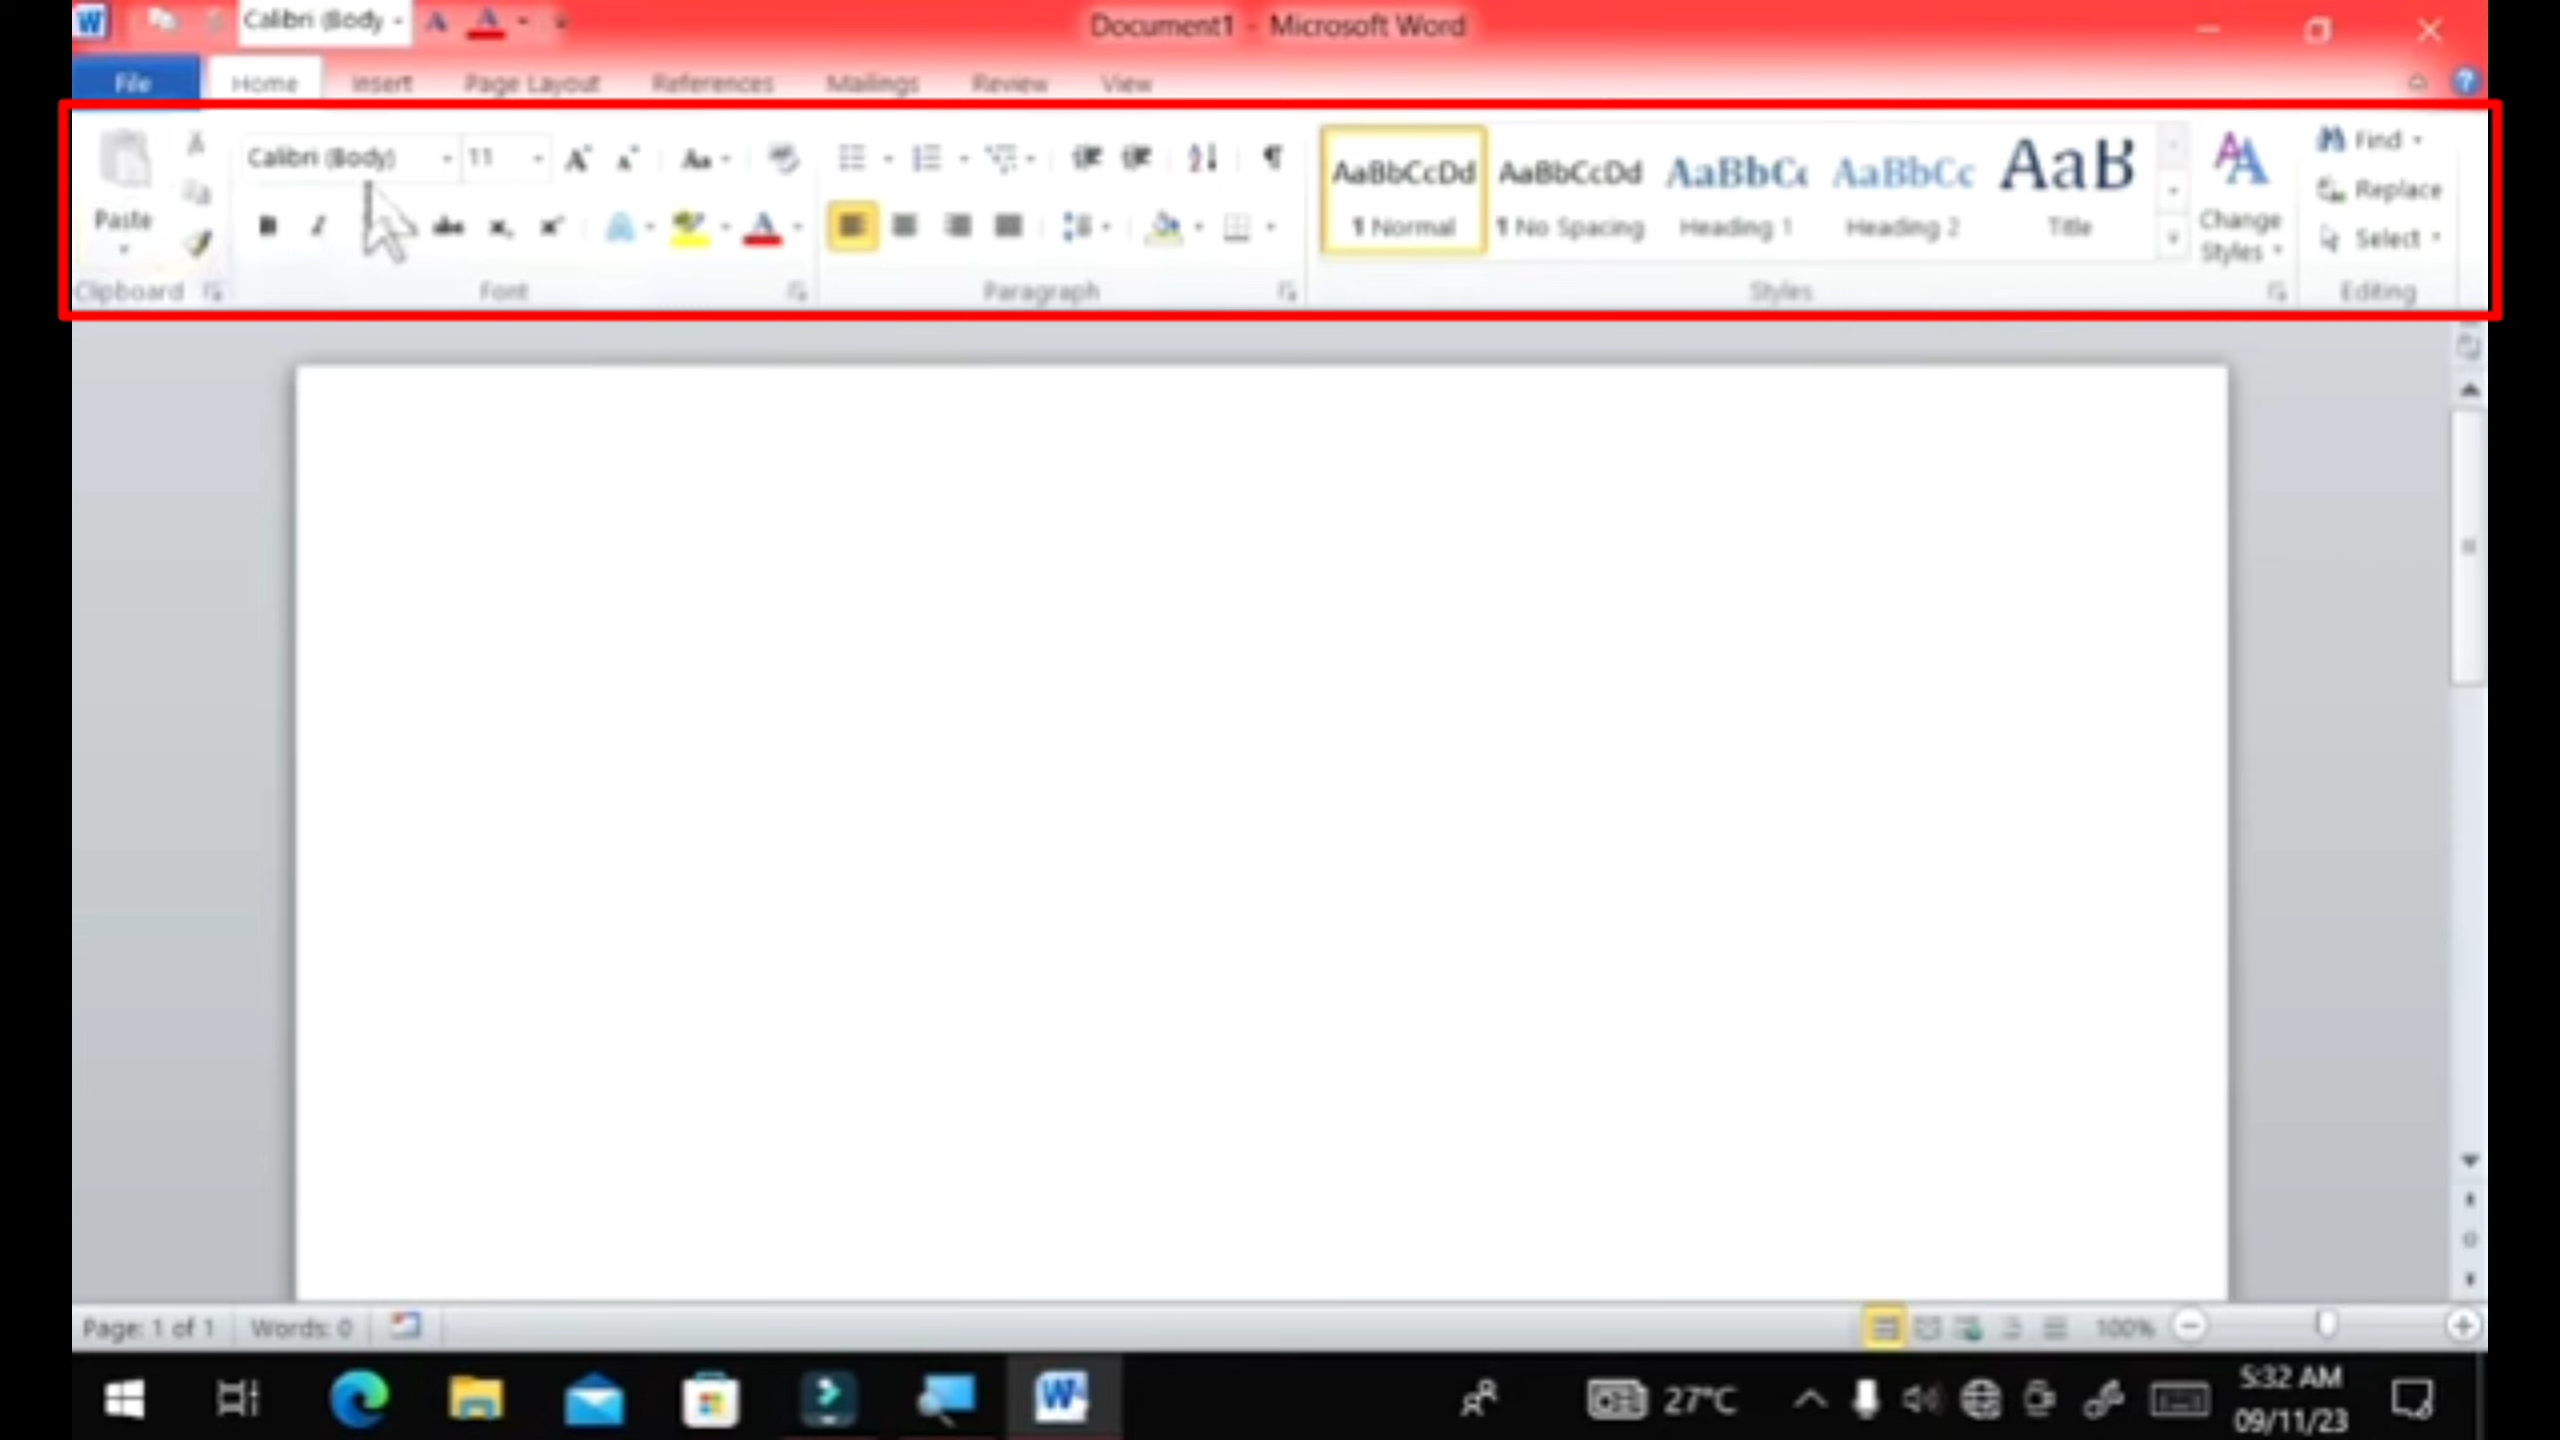 Calibri (Body
Document1 - Microsoft Word
File Home Insert Page Layout References Mailings Review View
Calibri (Body) 11 Aa
AaBbCcDd AaBbCcDd AaBbCc AaBbCc AaB
Find
Replace
Select
Paste
B I abc
¶ Normal ¶ No Spacing Heading 1 Heading 2 Title
Change
Styles
Clipboard Font Paragraph Styles Editing
Page: 1 of 1 Words: 0 100%
27°C
5:32 AM
09/11/23